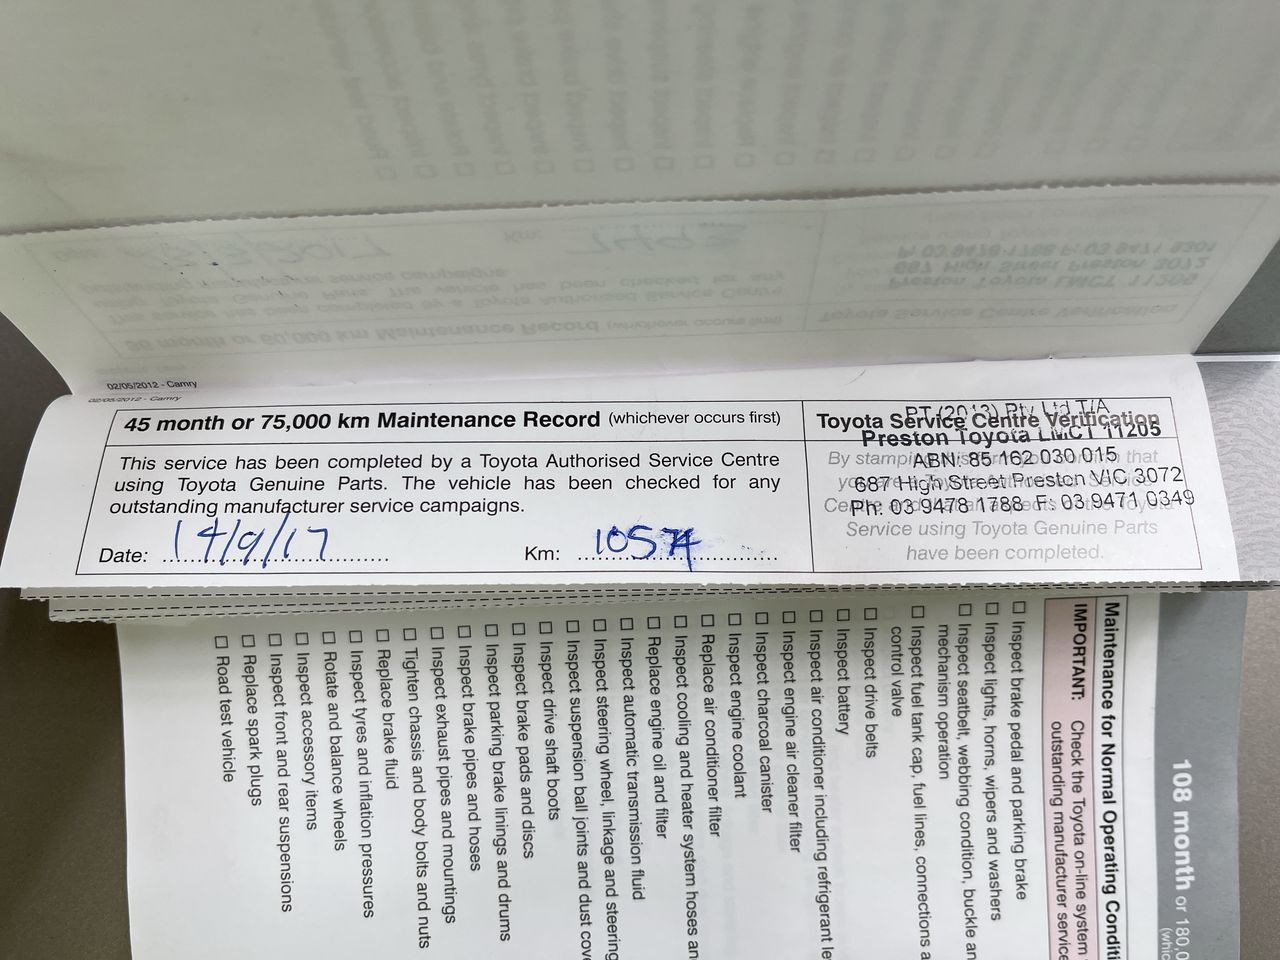 02/05/2012 - Camry
02/05/2012 - Camry
45 month or 75,000 km Maintenance Record (whichever occurs first)
This service has been completed by a Toyota Authorised Service Centre
using Toyota Genuine Parts. The vehicle has been checked for any
outstanding manufacturer service campaigns.
Date: 14/9/17 Km: 10574
Toyota Service Centre Verification
PT (2013) Pty Ltd T/A
Preston Toyota LMCT 11205
ABN: 85 162 030 015
687 High Street Preston VIC 3072
Ph: 03 9478 1788 F: 03 9471 0349
By stamping that
Service using Toyota Genuine Parts
have been completed.
108 month or 180,0
Maintenance for Normal Operating Conditi
IMPORTANT: Check the Toyota on-line system
outstanding manufacturer service
Inspect brake pedal and parking brake
Inspect lights, horns, wipers and washers
Inspect seatbelt, webbing condition, buckle an
mechanism operation
Inspect fuel tank cap, fuel lines, connections a
control valve
Inspect drive belts
Inspect battery
Inspect air conditioner including refrigerant le
Inspect engine air cleaner filter
Inspect charcoal canister
Inspect engine coolant
Replace air conditioner filter
Inspect cooling and heater system hoses an
Replace engine oil and filter
Inspect automatic transmission fluid
Inspect steering wheel, linkage and steering
Inspect suspension ball joints and dust cov
Inspect drive shaft boots
Inspect brake pads and discs
Inspect parking brake linings and drums
Inspect brake pipes and hoses
Inspect exhaust pipes and mountings
Tighten chassis and body bolts and nuts
Replace brake fluid
Inspect tyres and inflation pressures
Rotate and balance wheels
Inspect accessory items
Inspect front and rear suspensions
Replace spark plugs
Road test vehicle